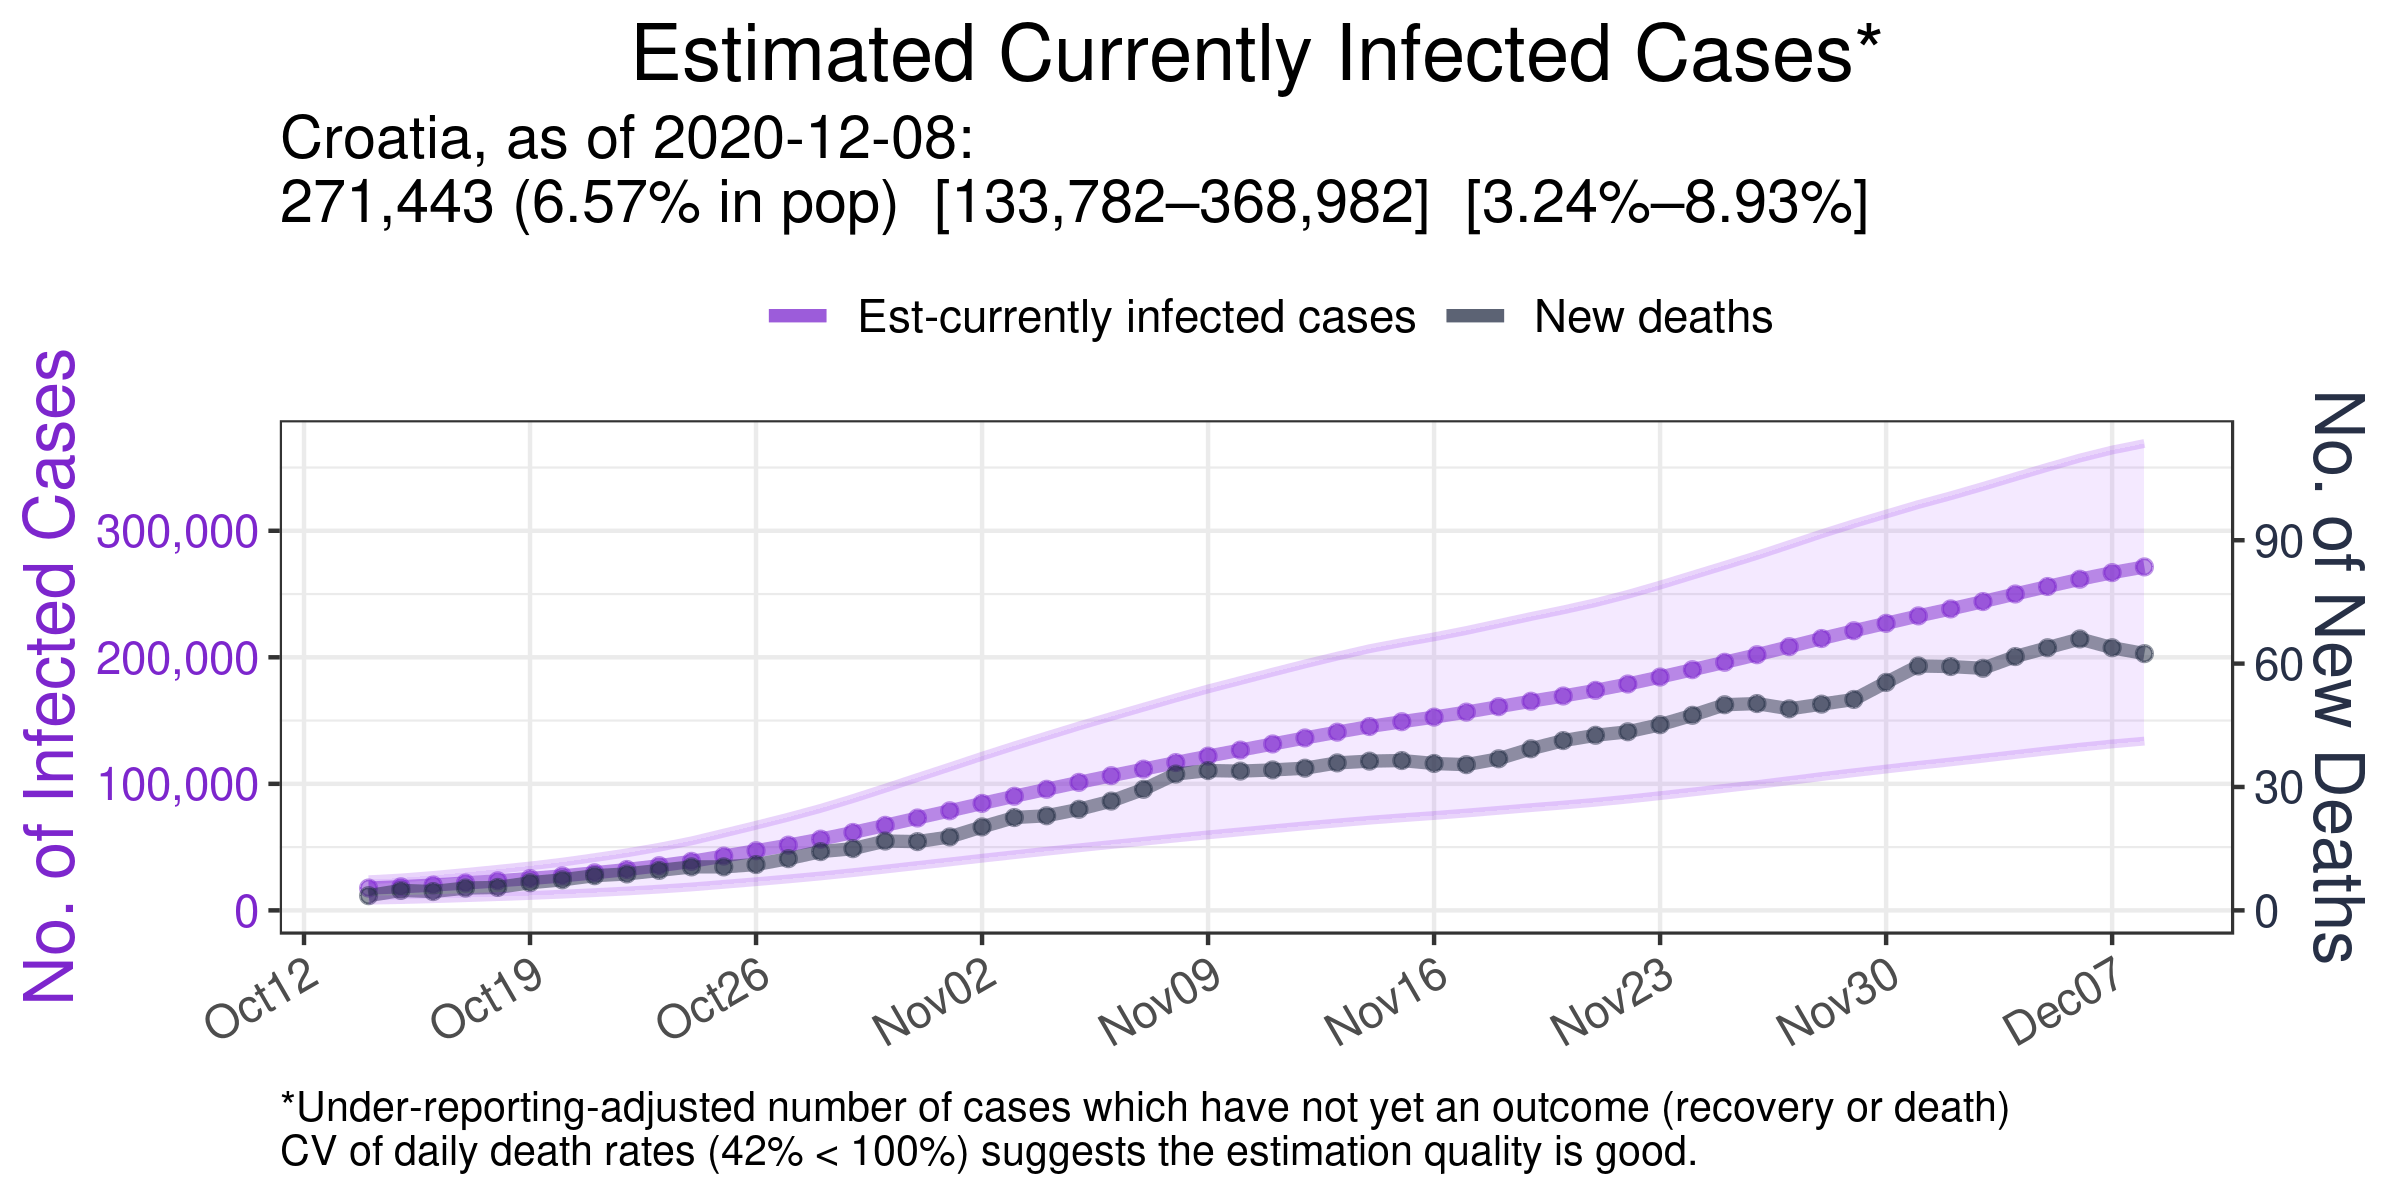 Estimated Currently Infected Cases*
Croatia, as of 2020-12-08:
271,443 (6.57% in pop)  [133,782–368,982]  [3.24%–8.93%]
Est-currently infected cases
New deaths
No. of Infected Cases
300,000
200,000
100,000
0
No. of New Deaths
90
60
30
0
Oct12
Oct19
Oct26
Nov02
Nov09
Nov16
Nov23
Nov30
Dec07
*Under-reporting-adjusted number of cases which have not yet an outcome (recovery or death)
CV of daily death rates (42% < 100%) suggests the estimation quality is good.